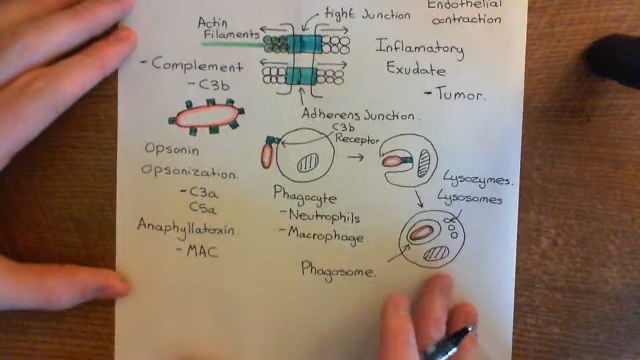 Endothelial
contraction
tight Junction
Actin
Filaments
Inflamatory
Exudate
- Tumor.
- Complement
- C3b
Adherens Junction.
C3b
Receptor
Opsonin
Opsonization.
- C3a
C5a
Anaphyllatoxin.
- MAC
Phagocyte
- Neutrophils
- Macrophage.
Lysozymes.
Lysosomes
Phagosome.